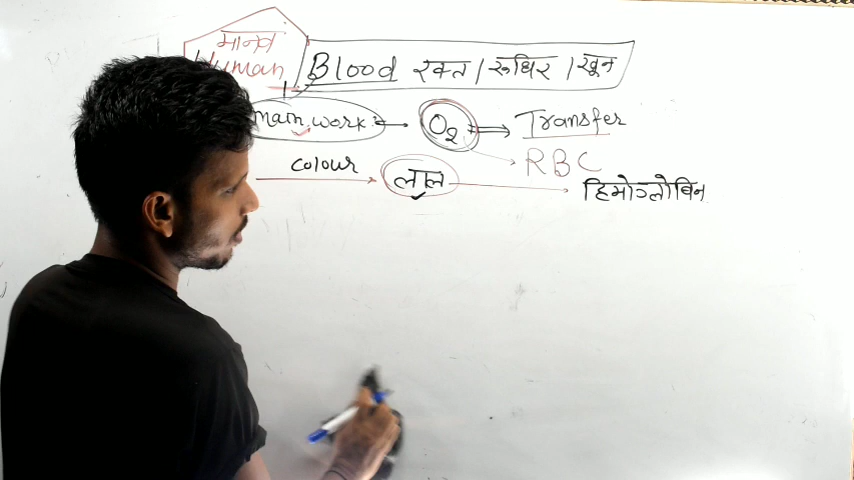 मानव
Human Blood रक्त / रुधिर / खून
main work :- O₂ ⇒ Transfer
RBC
colour लाल हिमोग्लोबिन